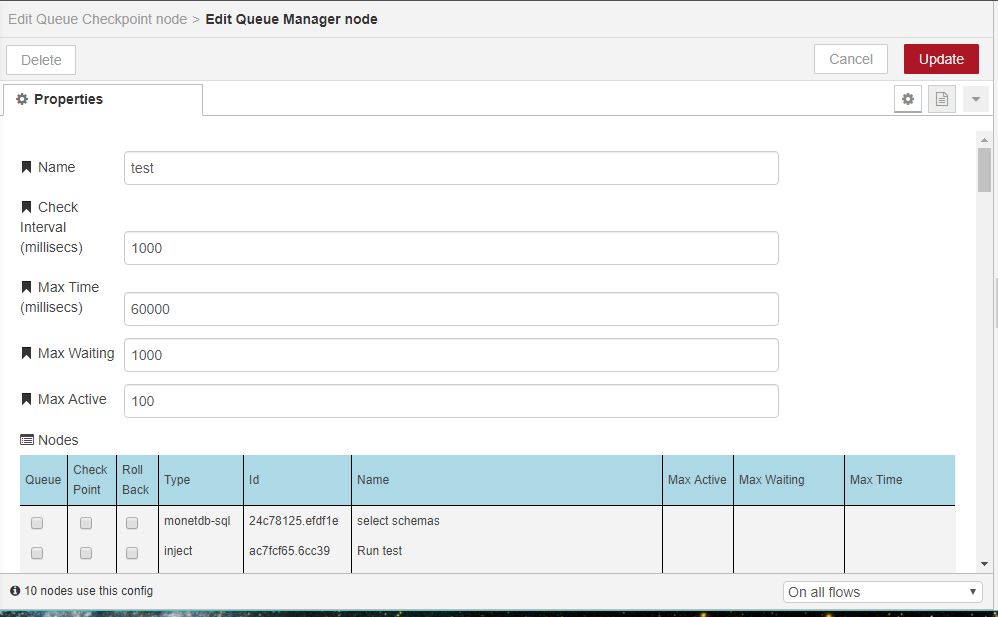 Edit Queue Checkpoint node > Edit Queue Manager node
Delete
Cancel
Update
Properties
Name
test
Check
Interval
(millisecs)
1000
Max Time
(millisecs)
60000
Max Waiting
1000
Max Active
100
Nodes
Queue Check Point Roll Back Type Id Name Max Active Max Waiting Max Time
monetdb-sql 24c78125.efdf1e select schemas
inject ac7fcf65.6cc39 Run test
10 nodes use this config
On all flows